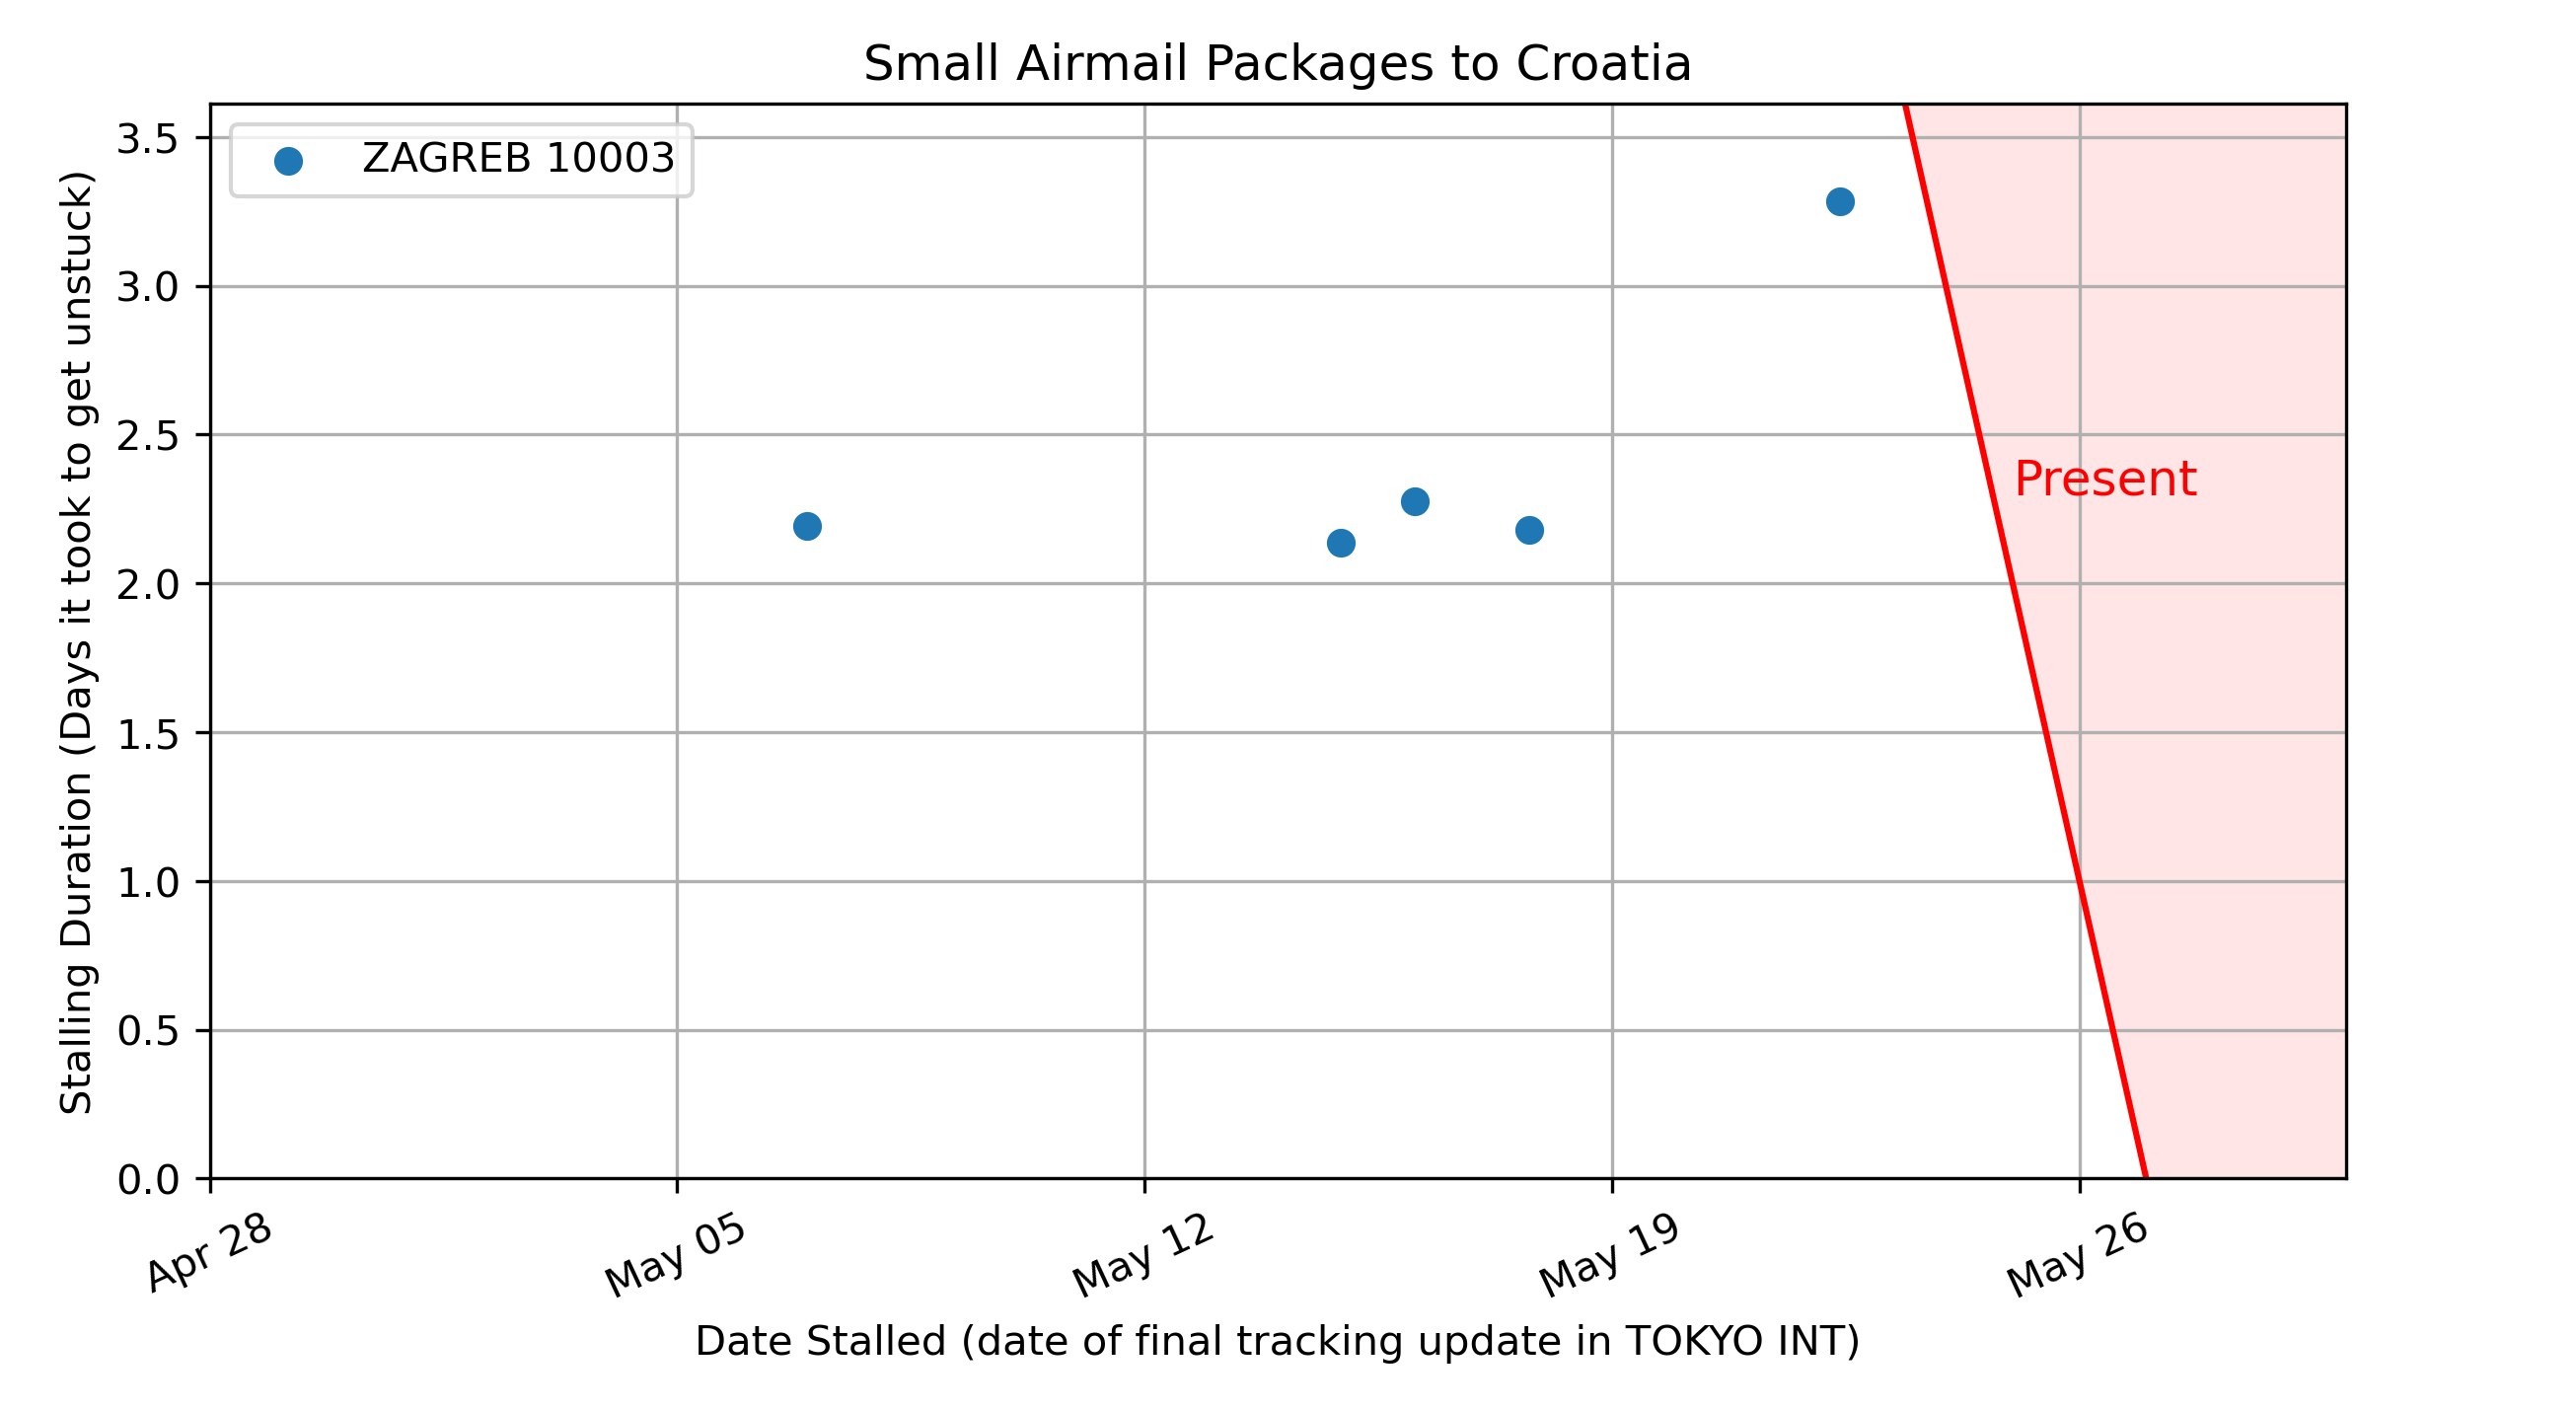 Small Airmail Packages to Croatia
ZAGREB 10003
Stalling Duration (Days it took to get unstuck)
3.5
3.0
2.5
2.0
1.5
1.0
0.5
0.0
Present
Apr 28
May 05
May 12
May 19
May 26
Date Stalled (date of final tracking update in TOKYO INT)